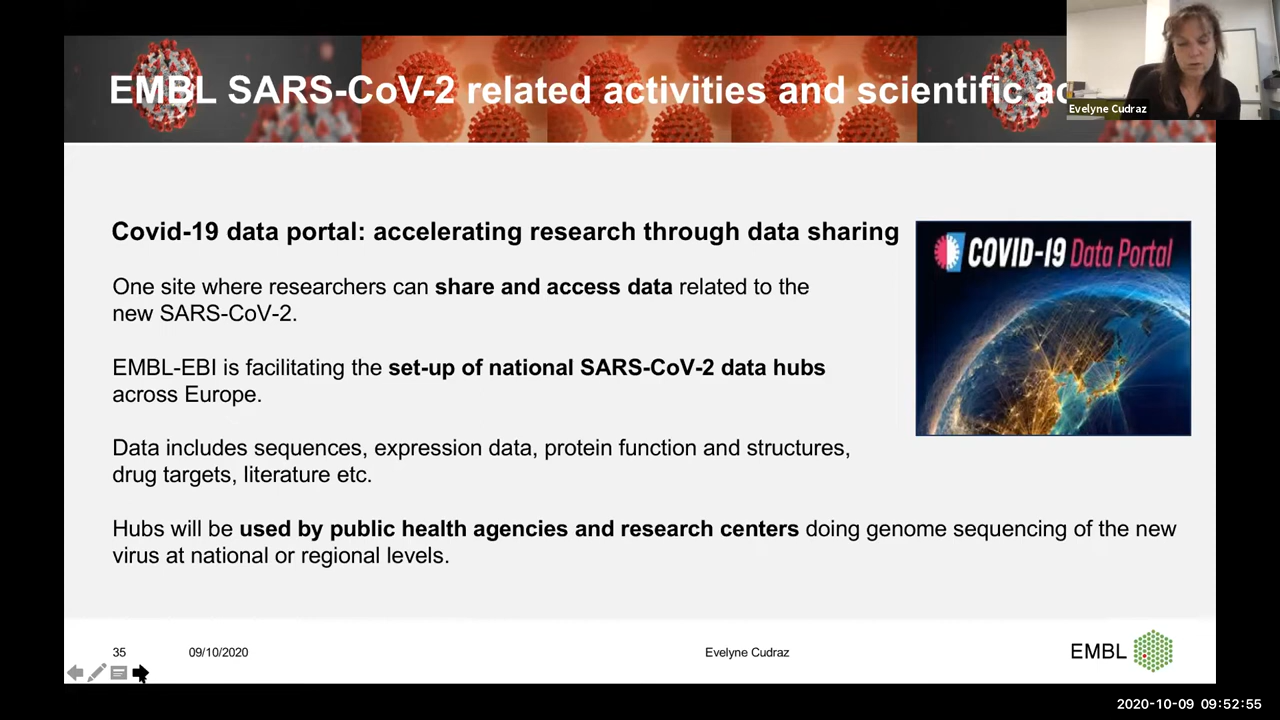 EMBL SARS-CoV-2 related activities and scientific
Evelyne Cudraz
Covid-19 data portal: accelerating research through data sharing
COVID-19 Data Portal
One site where researchers can share and access data related to the
new SARS-CoV-2.
EMBL-EBI is facilitating the set-up of national SARS-CoV-2 data hubs
across Europe.
Data includes sequences, expression data, protein function and structures,
drug targets, literature etc.
Hubs will be used by public health agencies and research centers doing genome sequencing of the new
virus at national or regional levels.
35
09/10/2020
Evelyne Cudraz
EMBL
2020-10-09 09:52:55